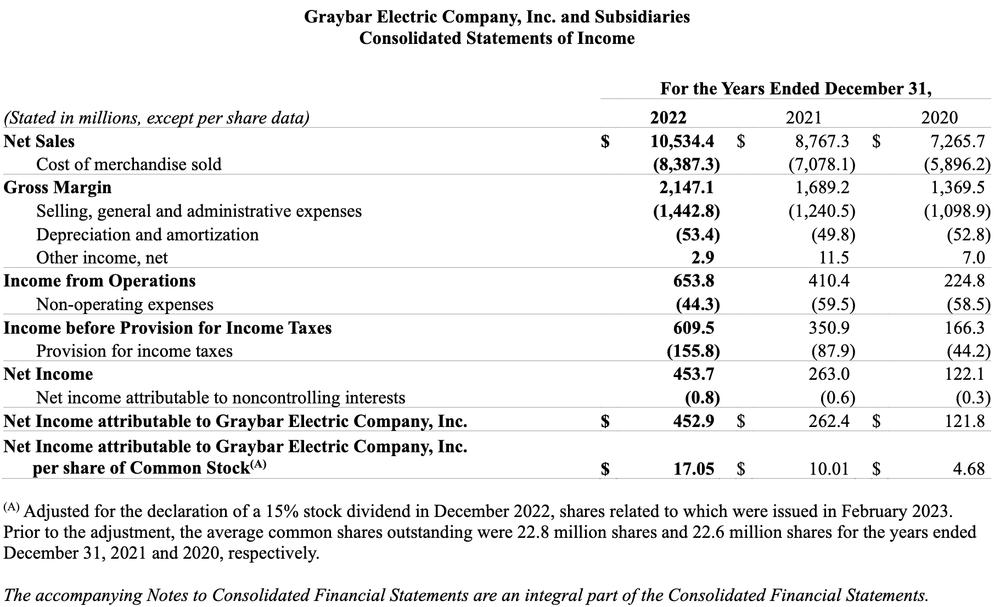 Graybar Electric Company, Inc. and Subsidiaries
Consolidated Statements of Income
For the Years Ended December 31,
(Stated in millions, except per share data) 2022 2021 2020
Net Sales $ 10,534.4 $ 8,767.3 $ 7,265.7
Cost of merchandise sold (8,387.3) (7,078.1) (5,896.2)
Gross Margin 2,147.1 1,689.2 1,369.5
Selling, general and administrative expenses (1,442.8) (1,240.5) (1,098.9)
Depreciation and amortization (53.4) (49.8) (52.8)
Other income, net 2.9 11.5 7.0
Income from Operations 653.8 410.4 224.8
Non-operating expenses (44.3) (59.5) (58.5)
Income before Provision for Income Taxes 609.5 350.9 166.3
Provision for income taxes (155.8) (87.9) (44.2)
Net Income 453.7 263.0 122.1
Net income attributable to noncontrolling interests (0.8) (0.6) (0.3)
Net Income attributable to Graybar Electric Company, Inc. $ 452.9 $ 262.4 $ 121.8
Net Income attributable to Graybar Electric Company, Inc.
per share of Common Stock(A) $ 17.05 $ 10.01 $ 4.68
(A) Adjusted for the declaration of a 15% stock dividend in December 2022, shares related to which were issued in February 2023.
Prior to the adjustment, the average common shares outstanding were 22.8 million shares and 22.6 million shares for the years ended
December 31, 2021 and 2020, respectively.
The accompanying Notes to Consolidated Financial Statements are an integral part of the Consolidated Financial Statements.